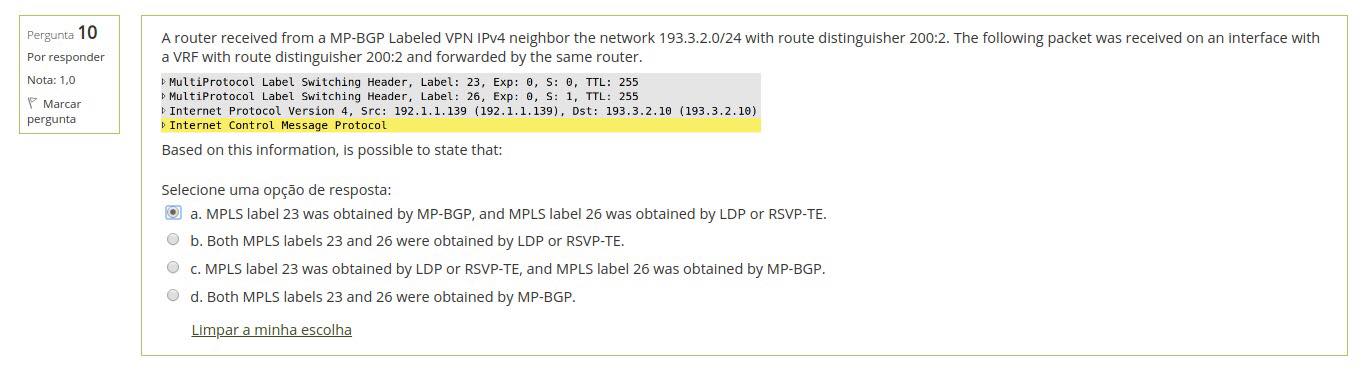 Pergunta 10
Por responder
Nota: 1,0
Marcar
pergunta
A router received from a MP-BGP Labeled VPN IPv4 neighbor the network 193.3.2.0/24 with route distinguisher 200:2. The following packet was received on an interface with
a VRF with route distinguisher 200:2 and forwarded by the same router.
MultiProtocol Label Switching Header, Label: 23, Exp: 0, S: 0, TTL: 255
MultiProtocol Label Switching Header, Label: 26, Exp: 0, S: 1, TTL: 255
Internet Protocol Version 4, Src: 192.1.1.139 (192.1.1.139), Dst: 193.3.2.10 (193.3.2.10)
Internet Control Message Protocol
Based on this information, is possible to state that:
Selecione uma opção de resposta:
a. MPLS label 23 was obtained by MP-BGP, and MPLS label 26 was obtained by LDP or RSVP-TE.
b. Both MPLS labels 23 and 26 were obtained by LDP or RSVP-TE.
c. MPLS label 23 was obtained by LDP or RSVP-TE, and MPLS label 26 was obtained by MP-BGP.
d. Both MPLS labels 23 and 26 were obtained by MP-BGP.
Limpar a minha escolha